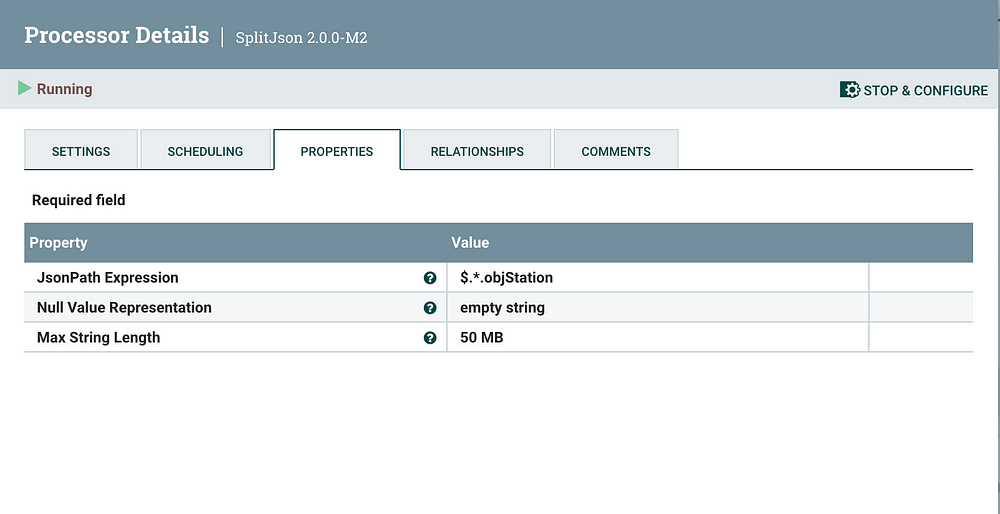 Processor Details | SplitJson 2.0.0-M2
Running
STOP & CONFIGURE
SETTINGS SCHEDULING PROPERTIES RELATIONSHIPS COMMENTS
Required field
Property Value
JsonPath Expression ? $.*.objStation
Null Value Representation ? empty string
Max String Length ? 50 MB